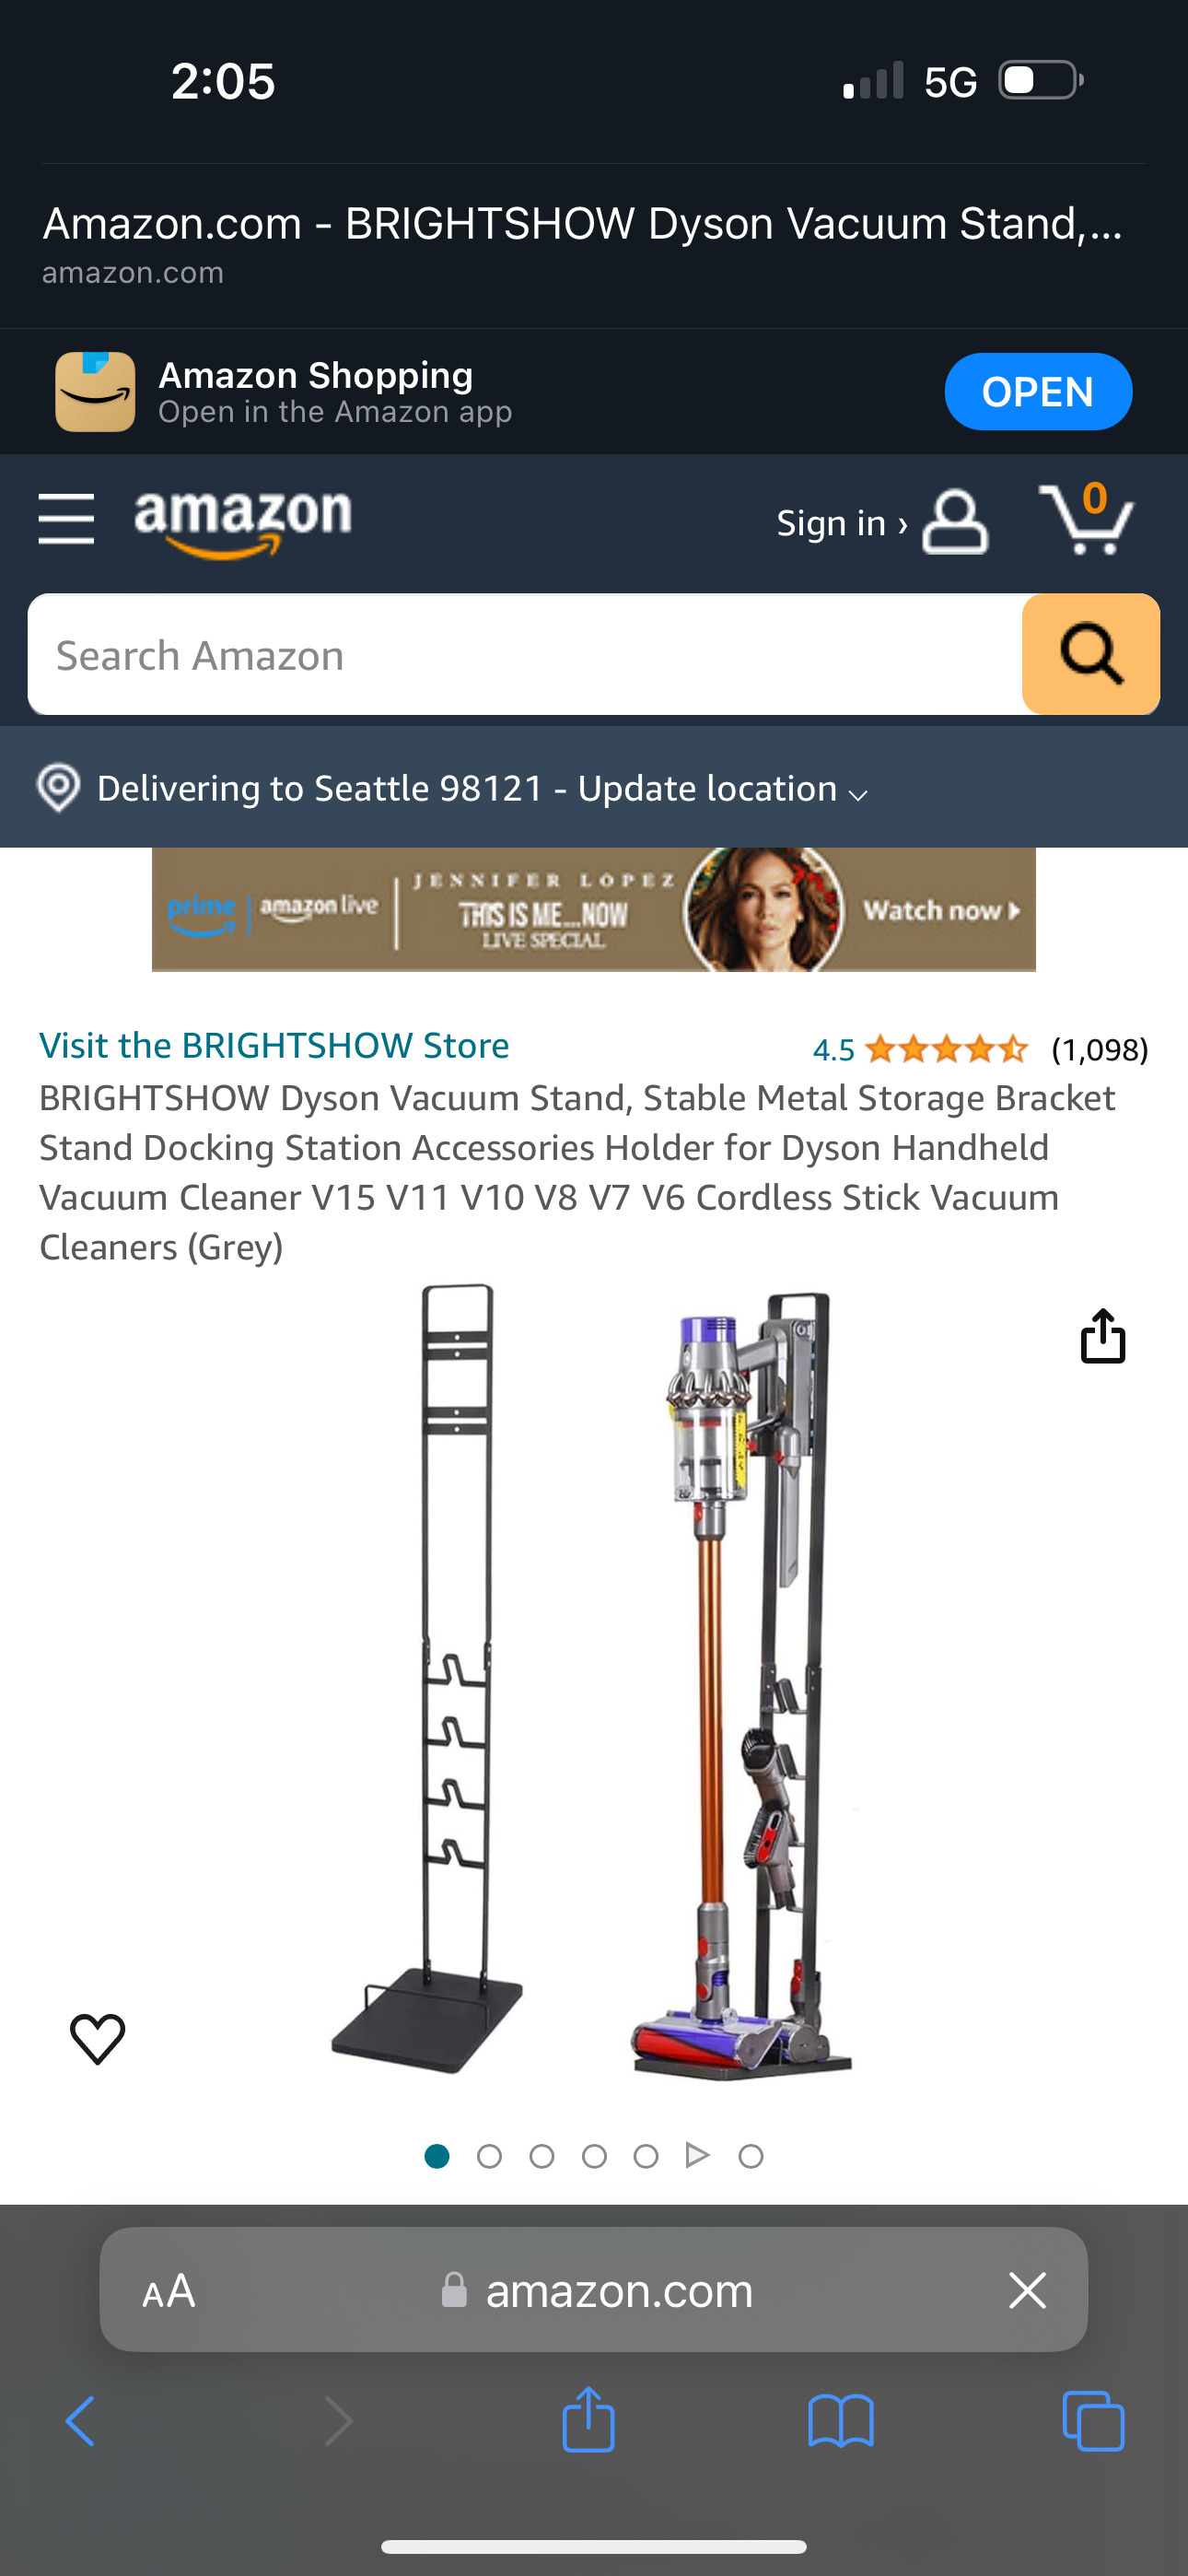 2:05
5G
Amazon.com - BRIGHTSHOW Dyson Vacuum Stand,...
amazon.com
Amazon Shopping
Open in the Amazon app
OPEN
amazon
Sign in ›
0
Search Amazon
Delivering to Seattle 98121 - Update location
prime
amazon live
JENNIFER LOPEZ
THIS IS ME....NOW
LIVE SPECIAL
Watch now
Visit the BRIGHTSHOW Store
4.5
(1,098)
BRIGHTSHOW Dyson Vacuum Stand, Stable Metal Storage Bracket
Stand Docking Station Accessories Holder for Dyson Handheld
Vacuum Cleaner V15 V11 V10 V8 V7 V6 Cordless Stick Vacuum
Cleaners (Grey)
AA
amazon.com